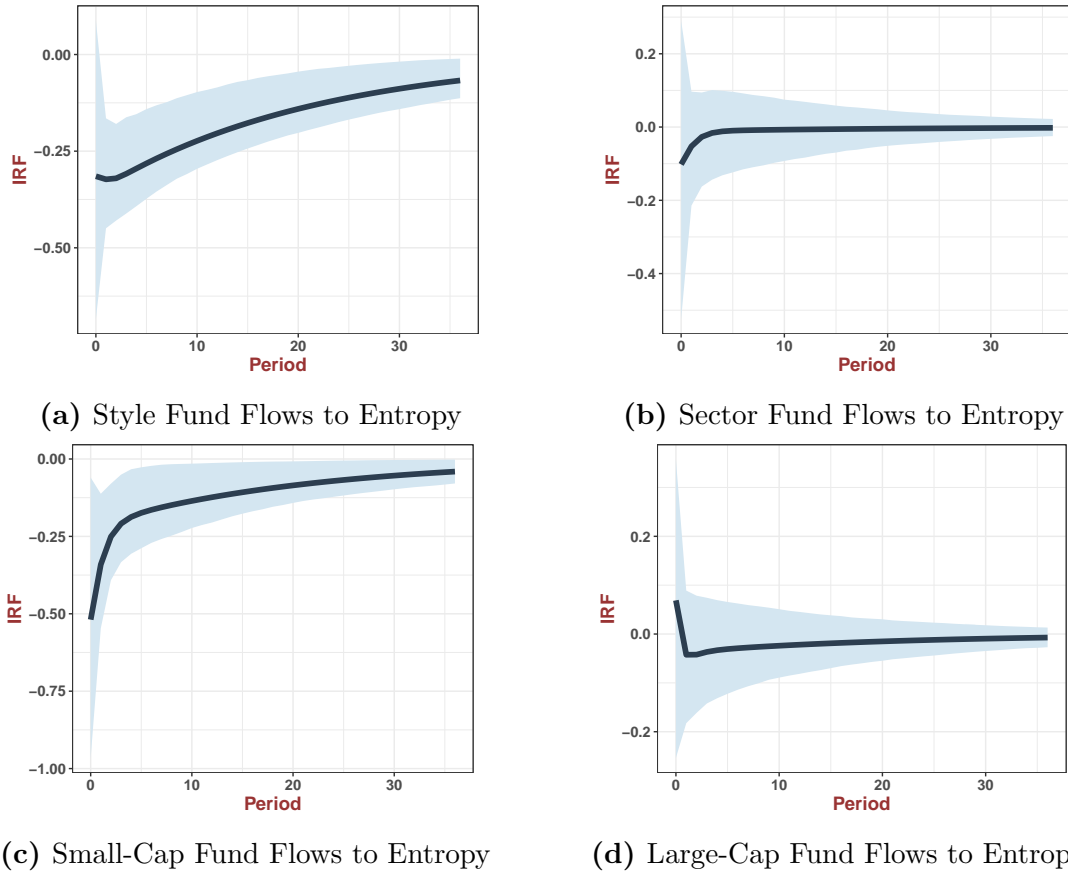 0.00
−0.25
−0.50
IRF
0
10
20
30
Period
0.2
0.0
−0.2
−0.4
IRF
0
10
20
30
Period
(a) Style Fund Flows to Entropy
(b) Sector Fund Flows to Entropy
0.00
−0.25
−0.50
−0.75
−1.00
IRF
0
10
20
30
Period
0.2
0.0
−0.2
IRF
0
10
20
30
Period
(c) Small-Cap Fund Flows to Entropy
(d) Large-Cap Fund Flows to Entrop